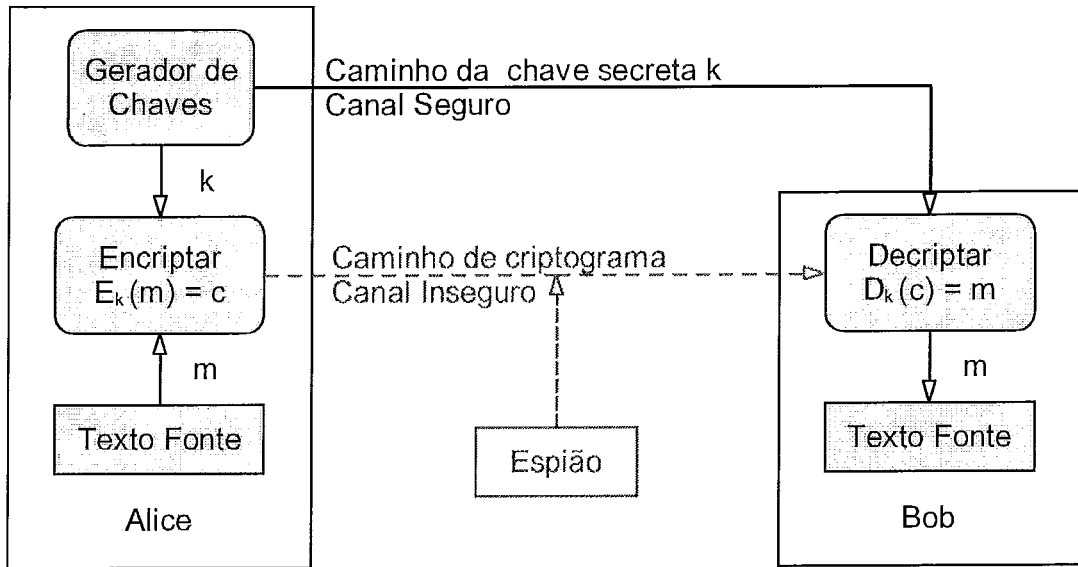 Gerador de
Chaves
Caminho da chave secreta k
Canal Seguro
k
Encriptar
Eₖ(m) = c
Caminho de criptograma
Canal Inseguro
Decriptar
Dₖ(c) = m
m
m
Texto Fonte
Espião
Texto Fonte
Alice
Bob